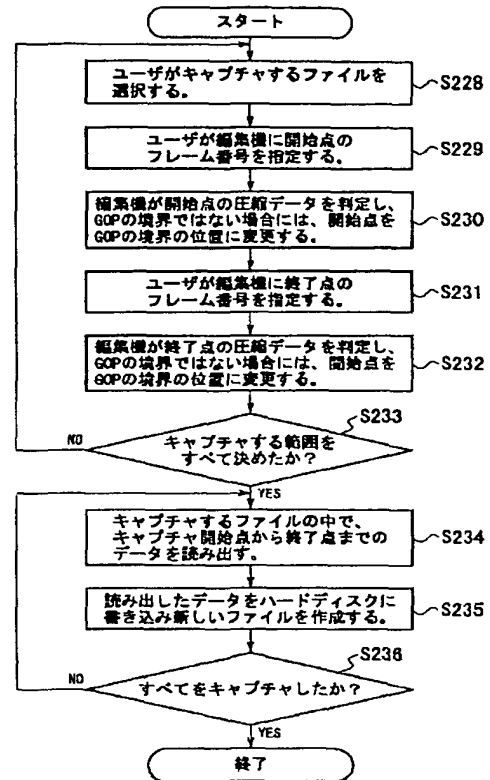 スタート
ユーザがキャプチャするファイルを
選択する。
S228
ユーザが編集機に開始点の
フレーム番号を指定する。
S229
編集機が開始点の圧縮データを判定し、
GOPの境界ではない場合には、開始点を
GOPの境界の位置に変更する。
S230
ユーザが編集機に終了点の
フレーム番号を指定する。
S231
編集機が終了点の圧縮データを判定し、
GOPの境界ではない場合には、開始点を
GOPの境界の位置に変更する。
S232
S233
NO
キャプチャする範囲を
すべて決めたか？
YES
キャプチャするファイルの中で、
キャプチャ開始点から終了点までの
データを読み出す。
S234
読み出したデータをハードディスクに
書き込み新しいファイルを作成する。
S235
S236
NO
すべてをキャプチャしたか？
YES
終了